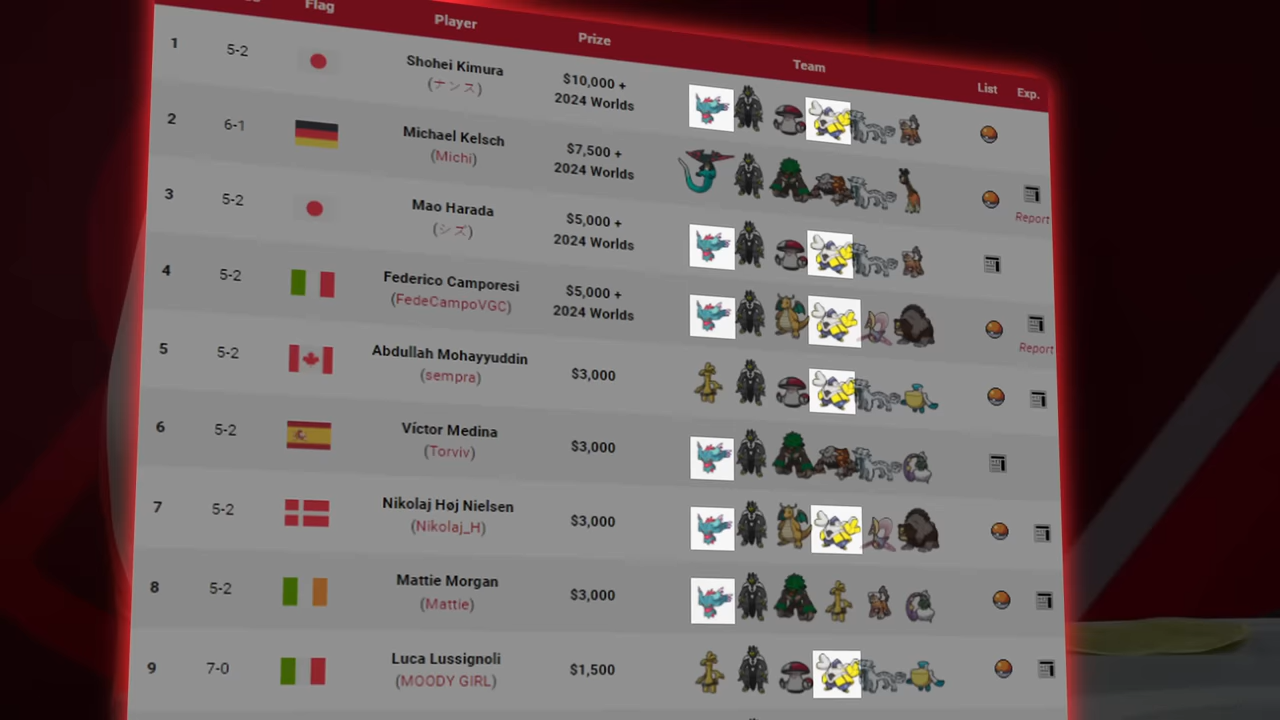 Flag Player Prize Team List Exp.
1 5-2 Shohei Kimura $10,000 +
(ナンス) 2024 Worlds
2 6-1 Michael Kelsch $7,500 +
(Michi) 2024 Worlds
Report
3 5-2 Mao Harada $5,000 +
(シズ) 2024 Worlds
4 5-2 Federico Camporesi $5,000 +
(FedeCampoVGC) 2024 Worlds
Report
5 5-2 Abdullah Mohayyuddin $3,000
(sempra)
6 5-2 Víctor Medina $3,000
(Torviv)
7 5-2 Nikolaj Høj Nielsen $3,000
(Nikolaj_H)
8 5-2 Mattie Morgan $3,000
(Mattie)
9 7-0 Luca Lussignoli $1,500
(MOODY GIRL)